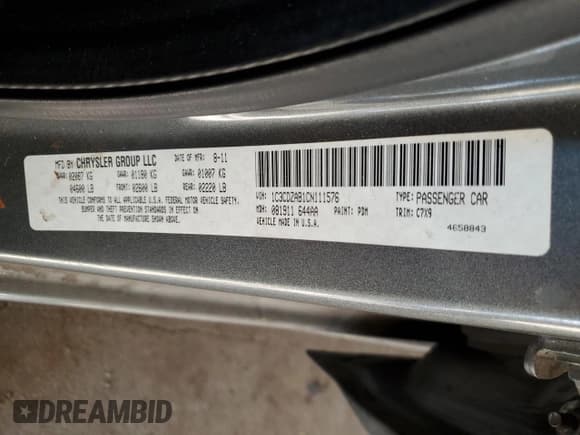 MFD BY CHRYSLER GROUP LLC DATE OF MFR: 8-11
GVWR: 02087 KG GAWR: 01180 KG GAWR: 01007 KG
04600 LB FRONT: 02600 LB REAR: 02220 LB
THIS VEHICLE CONFORMS TO ALL APPLICABLE U.S.A. FEDERAL MOTOR VEHICLE SAFETY,
BUMPER, AND THEFT PREVENTION STANDARDS IN EFFECT ON
THE DATE OF MANUFACTURE SHOWN ABOVE.
VIN: 1C3CDZAB1CN111576 TYPE: PASSENGER CAR
MDH: 081911 644AA PAINT: PDM TRIM: C7X9
MADE IN U.S.A. 4658843
DREAMBID